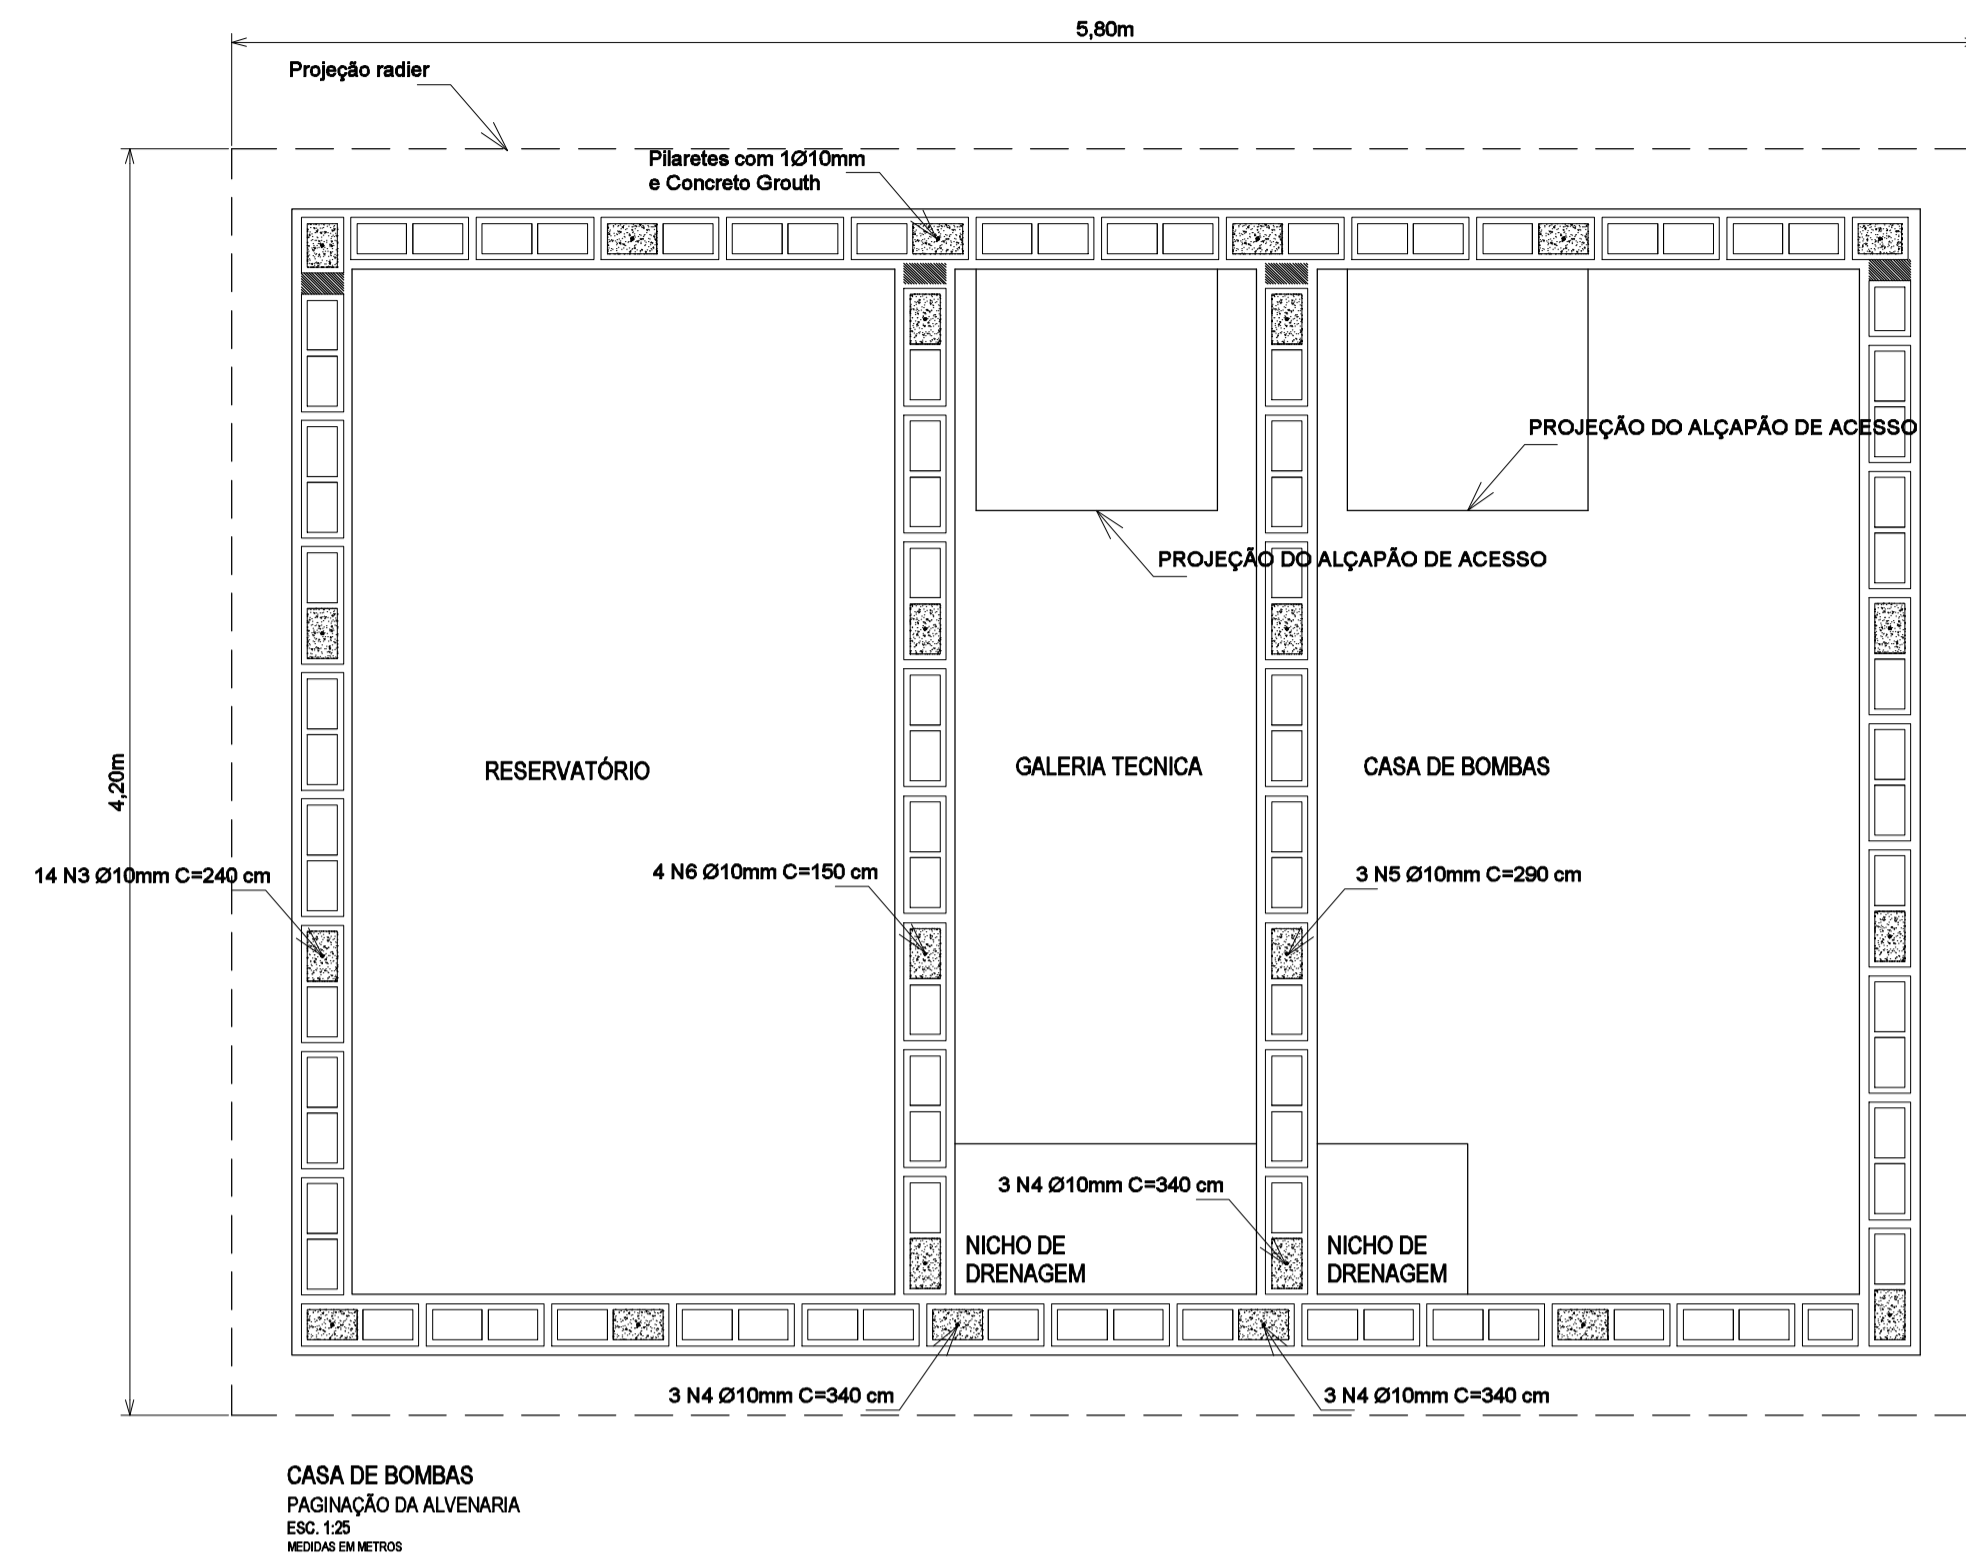 5,80m
Projeção radier
Pilaretes com 1Ø10mm
e Concreto Grouth
PROJEÇÃO DO ALÇAPÃO DE ACESSO
PROJEÇÃO DO ALÇAPÃO DE ACESSO
4,20m
RESERVATÓRIO
GALERIA TECNICA
CASA DE BOMBAS
14 N3 Ø10mm C=240 cm
4 N6 Ø10mm C=150 cm
3 N5 Ø10mm C=290 cm
3 N4 Ø10mm C=340 cm
NICHO DE
DRENAGEM
NICHO DE
DRENAGEM
3 N4 Ø10mm C=340 cm
3 N4 Ø10mm C=340 cm
CASA DE BOMBAS
PAGINAÇÃO DA ALVENARIA
ESC. 1:25
MEDIDAS EM METROS